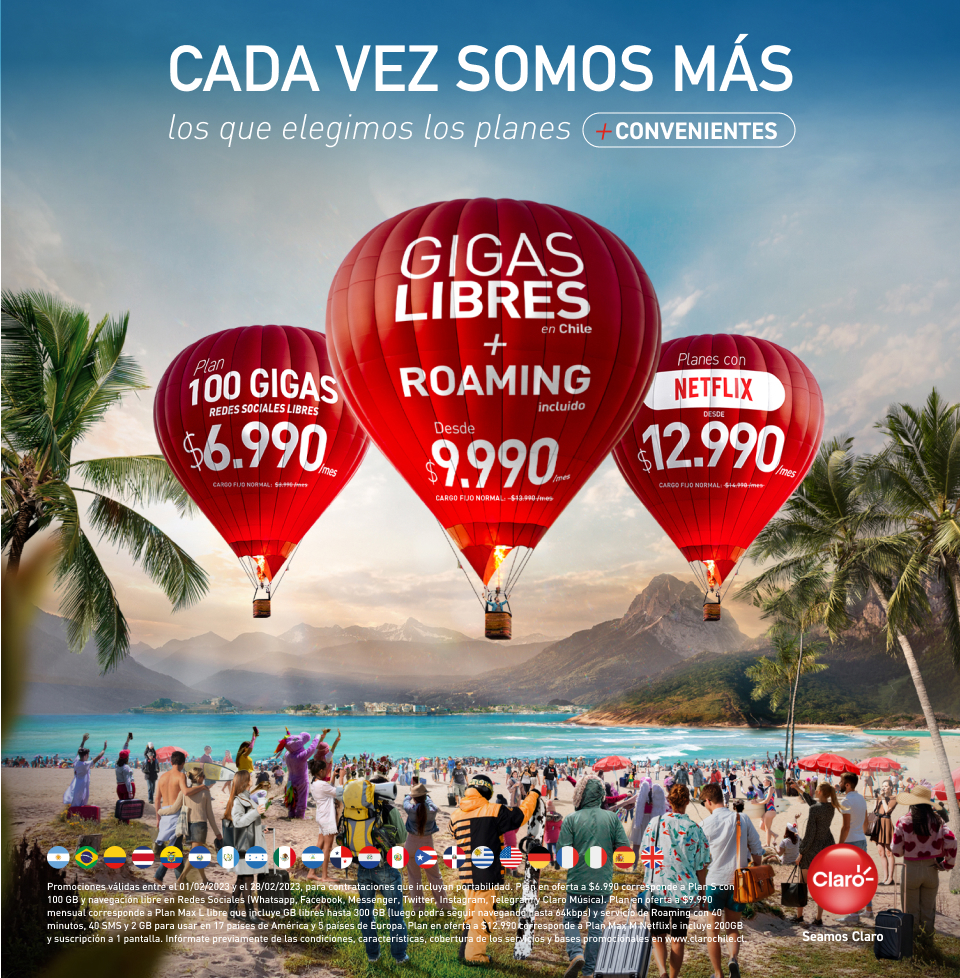 CADA VEZ SOMOS MÁS
los que elegimos los planes + CONVENIENTES
Plan
100 GIGAS
REDES SOCIALES LIBRES
$6.990/mes
CARGO FIJO NORMAL:
GIGAS
LIBRES
en Chile
+
ROAMING
incluido
Desde
$9.990/mes
CARGO FIJO NORMAL: $13.990 /mes
Planes con
NETFLIX
DESDE
$12.990/mes
CARGO FIJO NORMAL: $14.990 /mes
Promociones válidas entre el 01/02/2023 y el 28/02/2023, para contrataciones que incluyan portabilidad. Plan en oferta a $6.990 corresponde a Plan S con
100 GB y navegación libre en Redes Sociales (Whatsapp, Facebook, Messenger, Twitter, Instagram, Telegram y Claro Música). Plan en oferta a $9.990
mensual corresponde a Plan Max L libre que incluye GB libres hasta 300 GB (luego podrá seguir navegando hasta 64kbps) y servicio de Roaming con 40
minutos, 40 SMS y 2 GB para usar en 17 países de América y 5 países de Europa. Plan en oferta a $12.990 corresponde a Plan Max M Netflix e incluye 200GB
y suscripción a 1 pantalla. Infórmate previamente de las condiciones, características, cobertura de los servicios y bases promocionales en www.clarochile.cl
Claro
Seamos Claro